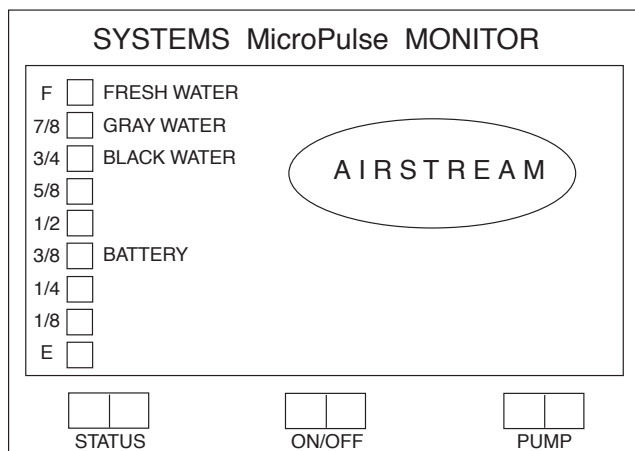 SYSTEMS MicroPulse MONITOR
F FRESH WATER
7/8 GRAY WATER
3/4 BLACK WATER
AIRSTREAM
5/8
1/2
3/8 BATTERY
1/4
1/8
E
STATUS ON/OFF PUMP